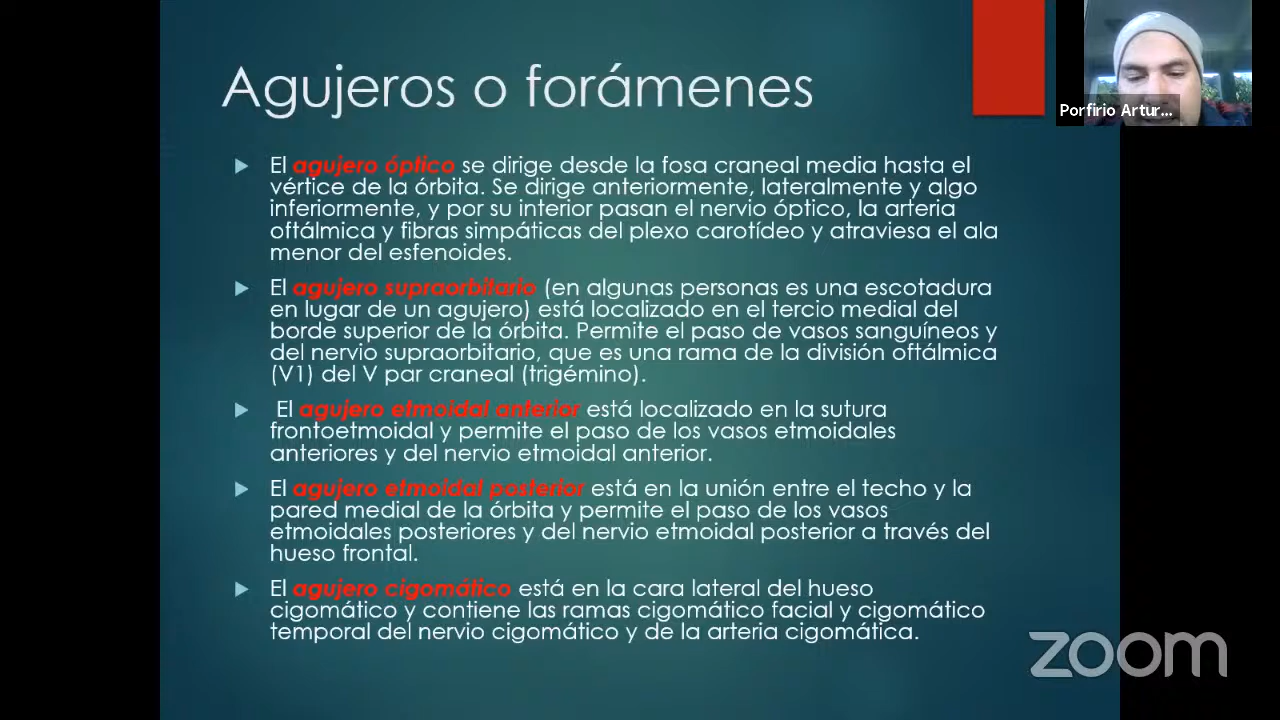 Agujeros o forámenes
Porfirio Artur...
El agujero óptico se dirige desde la fosa craneal media hasta el
vértice de la órbita. Se dirige anteriormente, lateralmente y algo
inferiormente, y por su interior pasan el nervio óptico, la arteria
oftálmica y fibras simpáticas del plexo carotídeo y atraviesa el ala
menor del esfenoides.
El agujero supraorbitario (en algunas personas es una escotadura
en lugar de un agujero) está localizado en el tercio medial del
borde superior de la órbita. Permite el paso de vasos sanguíneos y
del nervio supraorbitario, que es una rama de la división oftálmica
(V1) del V par craneal (trigémino).
El agujero etmoidal anterior está localizado en la sutura
frontoetmoidal y permite el paso de los vasos etmoidales
anteriores y del nervio etmoidal anterior.
El agujero etmoidal posterior está en la unión entre el techo y la
pared medial de la órbita y permite el paso de los vasos
etmoidales posteriores y del nervio etmoidal posterior a través del
hueso frontal.
El agujero cigomático está en la cara lateral del hueso
cigomático y contiene las ramas cigomático facial y cigomático
temporal del nervio cigomático y de la arteria cigomática.
zoom